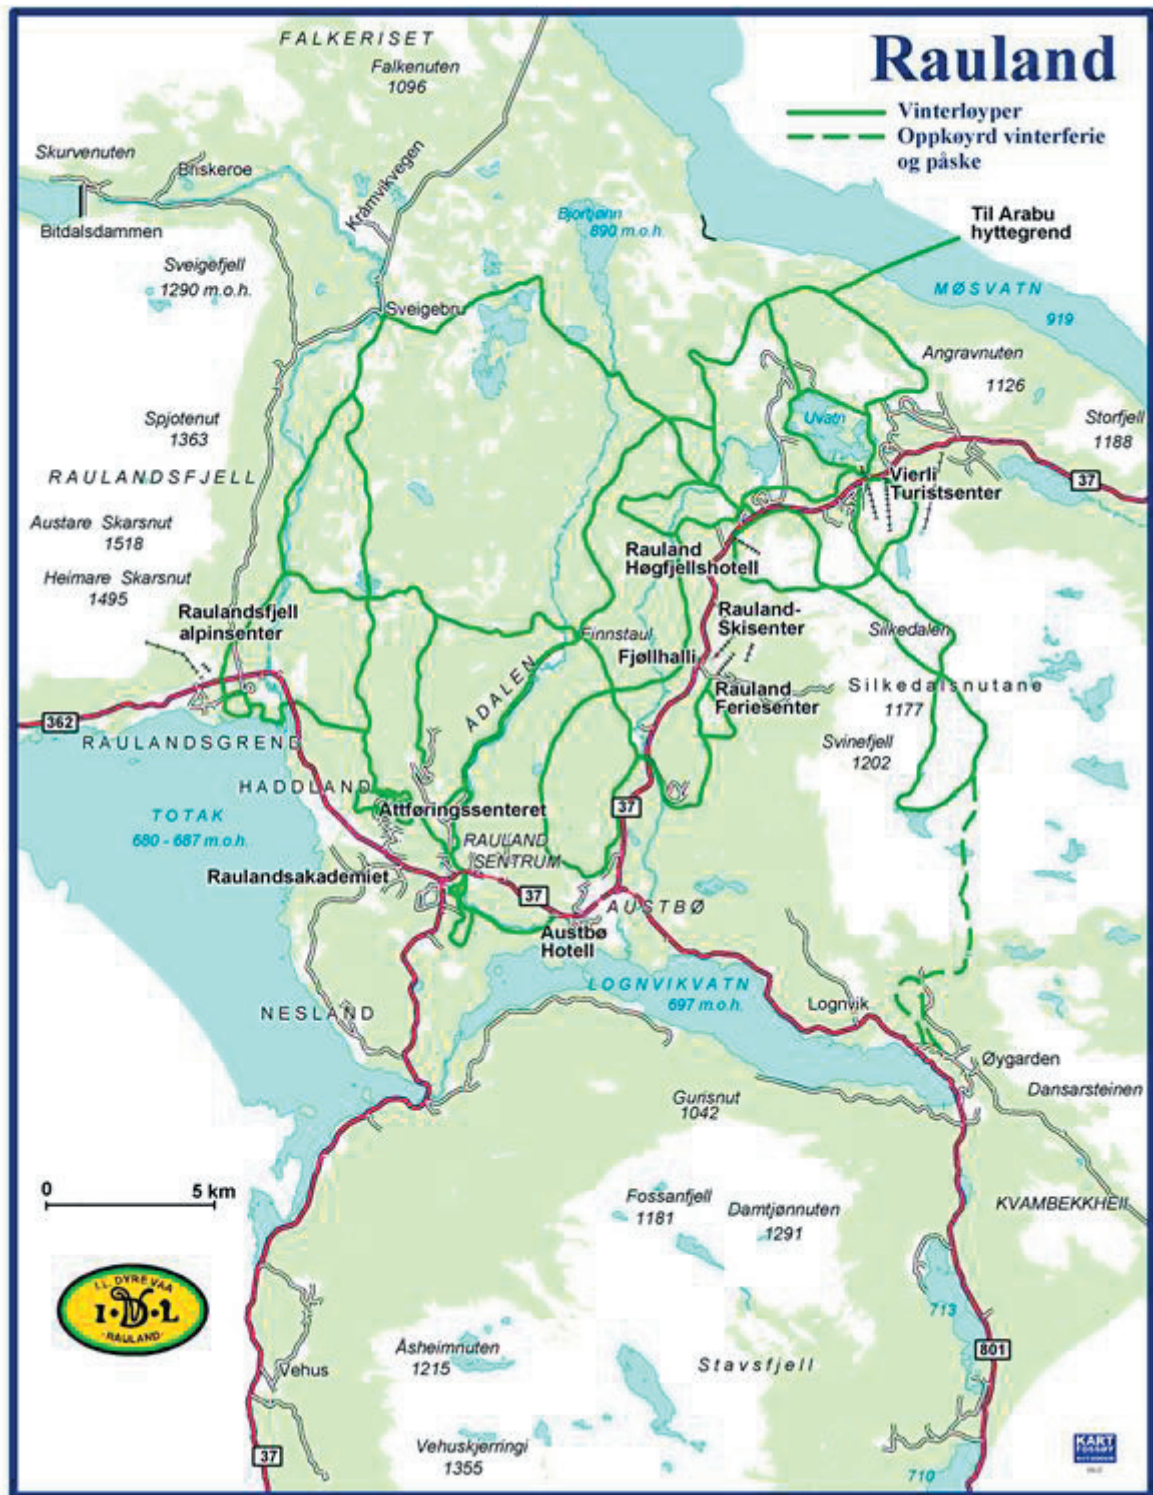 FALKERISET
Falkenuten
1096
Rauland
Vinterløyper
Oppkøyrd vinterferie
og påske
Skurvenuten
Briskeroe
Kråmvikvegen
Bitdalsdammen
Bjortjønn
890 m.o.h.
Til Arabu
hyttegrend
Sveigefjell
1290 m.o.h.
Sveigebru
MØSVATN
919
Angravnuten
1126
Spjotenut
1363
Uvatn
Storfjell
1188
RAULANDSFJELL
Vierli
Turistsenter
37
Austare Skarsnut
1518
Rauland
Høgfjellshotell
Heimare Skarsnut
1495
Raulandsfjell
alpinsenter
Rauland-
Skisenter
Finnstaul
Silkedalen
Fjøllhalli
ADALEN
Rauland
Feriesenter
Silkedalsnutane
1177
362
RAULANDSGREND
Svinefjell
1202
HADDLAND
TOTAK
680 - 687 m.o.h.
Attføringssenteret
37
RAULAND
SENTRUM
Raulandsakademiet
37
AUSTBØ
Austbø
Hotell
LOGNVIKVATN
697 m.o.h.
NESLAND
Lognvik
Øygarden
Dansarsteinen
Gurisnut
1042
0 5 km
Fossanfjell
1181
Damtjønnuten
1291
KVAMBEKKHEII
I.L. DYRE VAA
I·D·L
-RAULAND-
713
Åsheimnuten
1215
Stavsfjell
801
Vehus
Vehuskjerringi
1355
37
710
KART